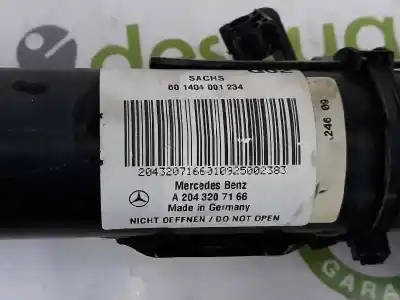 SACHS
60 1404 001 234
2043207166010925002383
Mercedes Benz
A 204 320 71 66
Made in Germany
NICHT OEFFNEN / DO NOT OPEN
.246 09